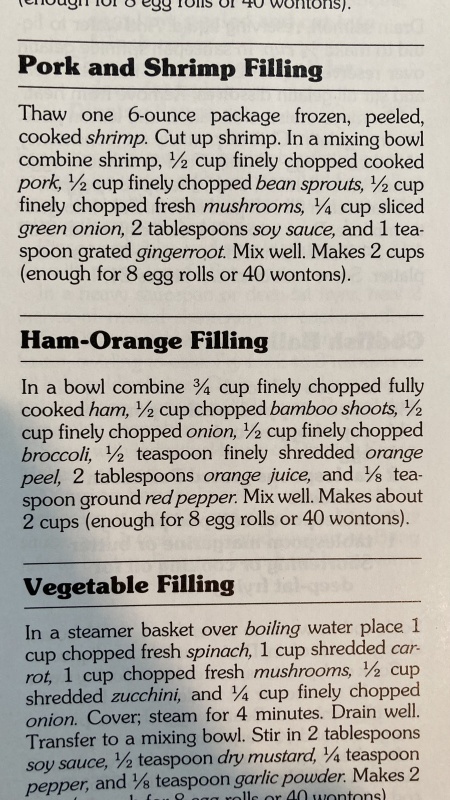 (enough for 8 egg rolls or 40 wontons).
Pork and Shrimp Filling
Thaw one 6-ounce package frozen, peeled,
cooked shrimp. Cut up shrimp. In a mixing bowl
combine shrimp, ½ cup finely chopped cooked
pork, ½ cup finely chopped bean sprouts, ½ cup
finely chopped fresh mushrooms, ¼ cup sliced
green onion, 2 tablespoons soy sauce, and 1 tea-
spoon grated gingerroot. Mix well. Makes 2 cups
(enough for 8 egg rolls or 40 wontons).
Ham-Orange Filling
In a bowl combine ¾ cup finely chopped fully
cooked ham, ½ cup chopped bamboo shoots, ½
cup finely chopped onion, ½ cup finely chopped
broccoli, ½ teaspoon finely shredded orange
peel, 2 tablespoons orange juice, and ⅛ tea-
spoon ground red pepper. Mix well. Makes about
2 cups (enough for 8 egg rolls or 40 wontons).
Vegetable Filling
In a steamer basket over boiling water place 1
cup chopped fresh spinach, 1 cup shredded car-
rot, 1 cup chopped fresh mushrooms, ½ cup
shredded zucchini, and ¼ cup finely chopped
onion. Cover; steam for 4 minutes. Drain well.
Transfer to a mixing bowl. Stir in 2 tablespoons
soy sauce, ½ teaspoon dry mustard, ¼ teaspoon
pepper, and ⅛ teaspoon garlic powder. Makes 2
for 8 egg rolls or 40 wontons).